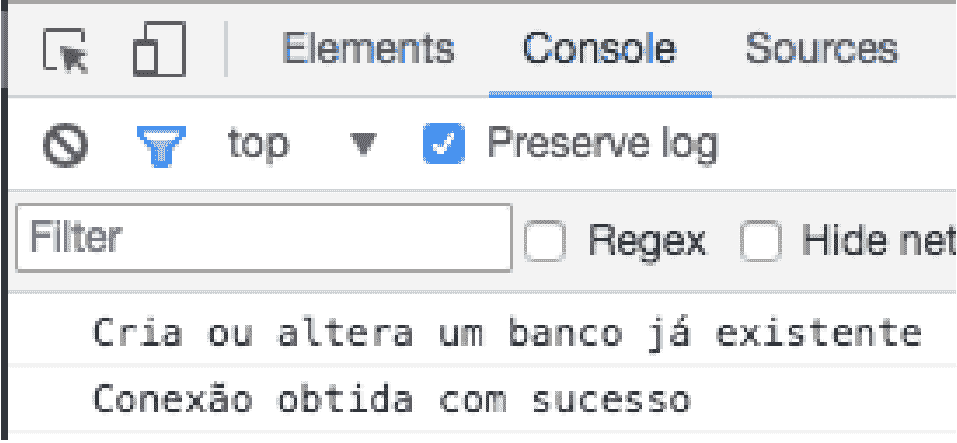 Elements Console Sources
top ▼ Preserve log
Filter Regex Hide net
Cria ou altera um banco já existente
Conexão obtida com sucesso